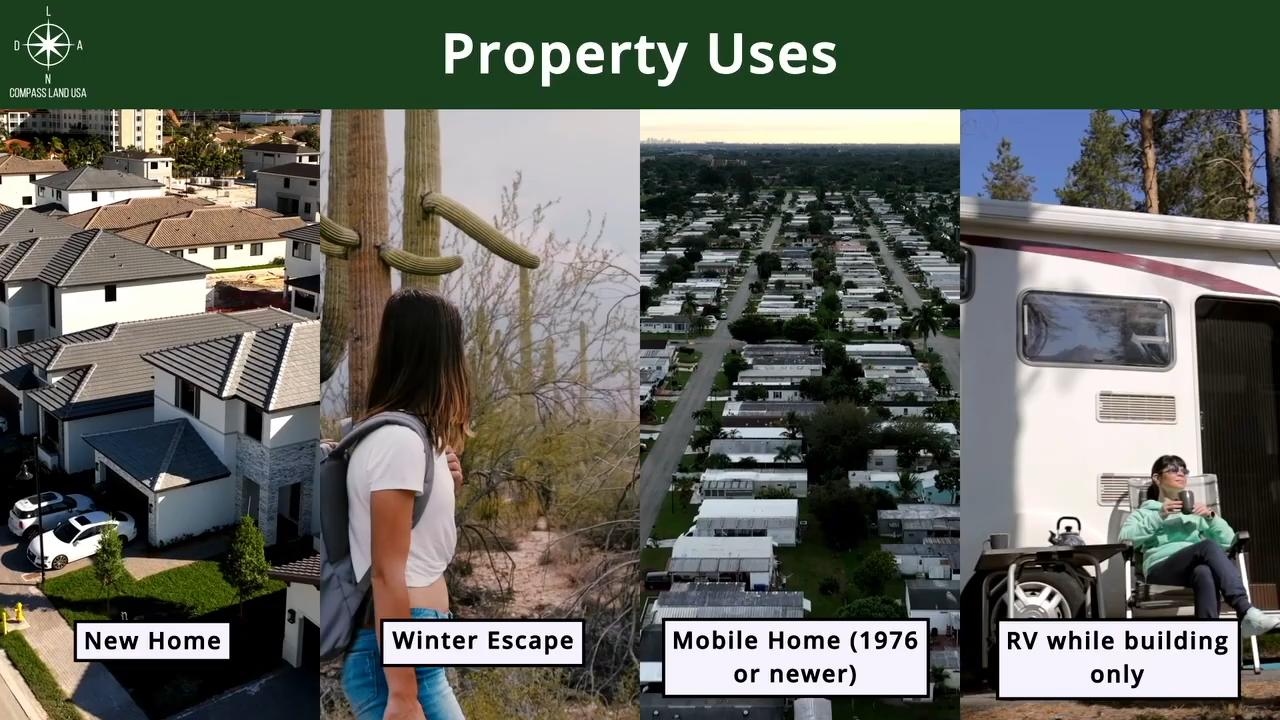 L
D A
N
COMPASS LAND USA
Property Uses
New Home
Winter Escape
Mobile Home (1976
or newer)
RV while building
only